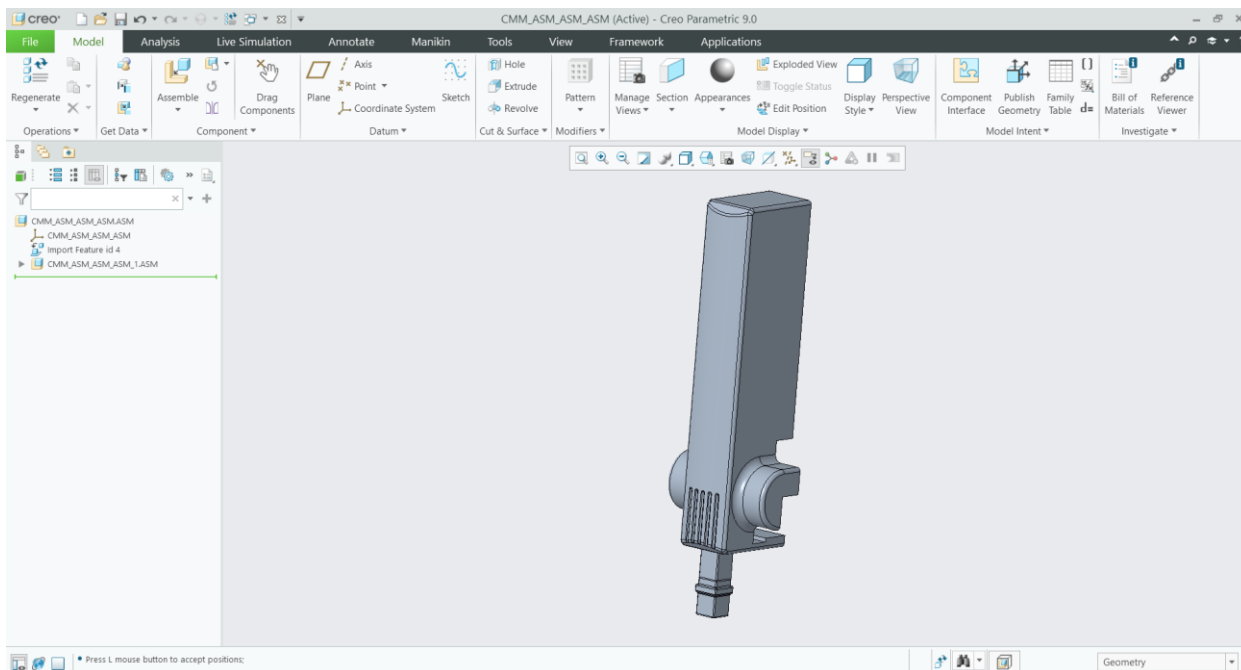 creo®
CMM_ASM_ASM_ASM (Active) - Creo Parametric 9.0
File Model Analysis Live Simulation Annotate Manikin Tools View Framework Applications
Regenerate
Operations
Get Data
Assemble
Drag Components
Component
Plane
Axis
Point
Coordinate System
Sketch
Datum
Hole
Extrude
Revolve
Cut & Surface
Pattern
Modifiers
Manage Views
Section
Appearances
Exploded View
Toggle Status
Edit Position
Display Style
Perspective View
Model Display
Component Interface
Publish Geometry
Family Table
[ ]
d=
Model Intent
Bill of Materials
Reference Viewer
Investigate
CMM_ASM_ASM_ASM.ASM
CMM_ASM_ASM_ASM
Import Feature id 4
CMM_ASM_ASM_ASM_1.ASM
• Press L mouse button to accept positions;
Geometry